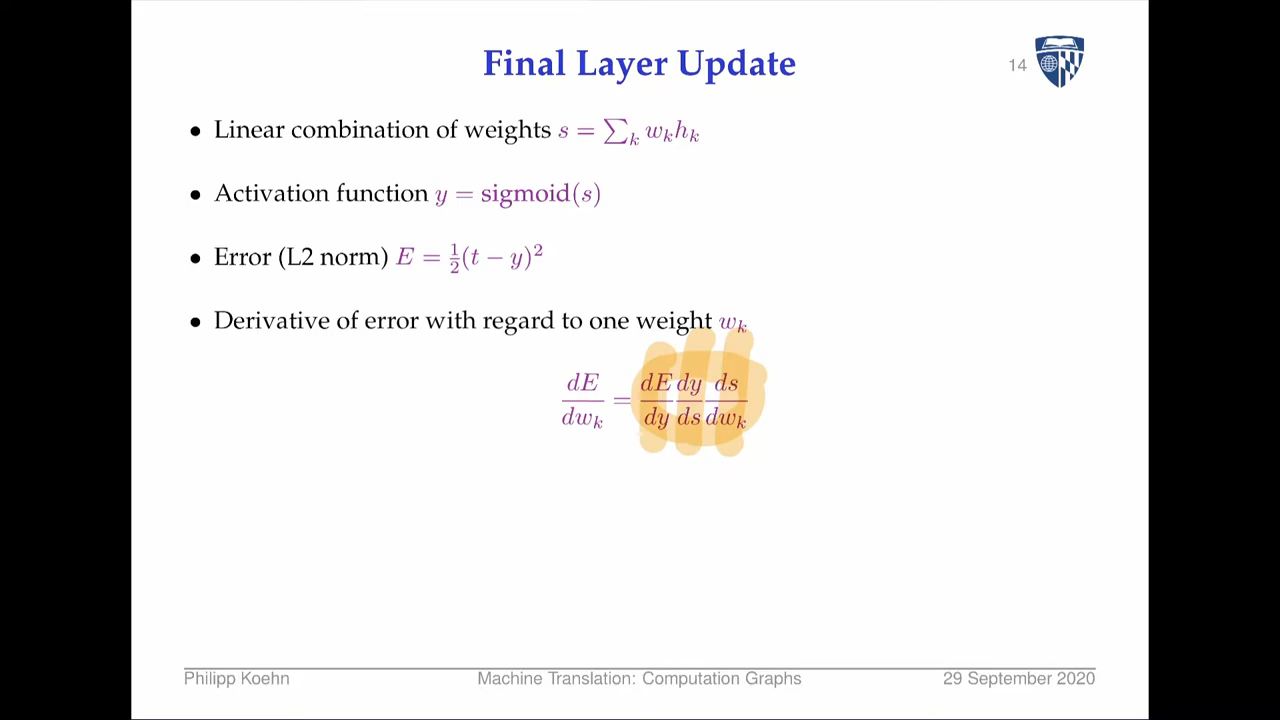 Final Layer Update
14
• Linear combination of weights s = ∑ₖ wₖhₖ
• Activation function y = sigmoid(s)
• Error (L2 norm) E = ½(t − y)²
• Derivative of error with regard to one weight wₖ
dE/dwₖ = dE/dy dy/ds ds/dwₖ
Philipp Koehn Machine Translation: Computation Graphs 29 September 2020